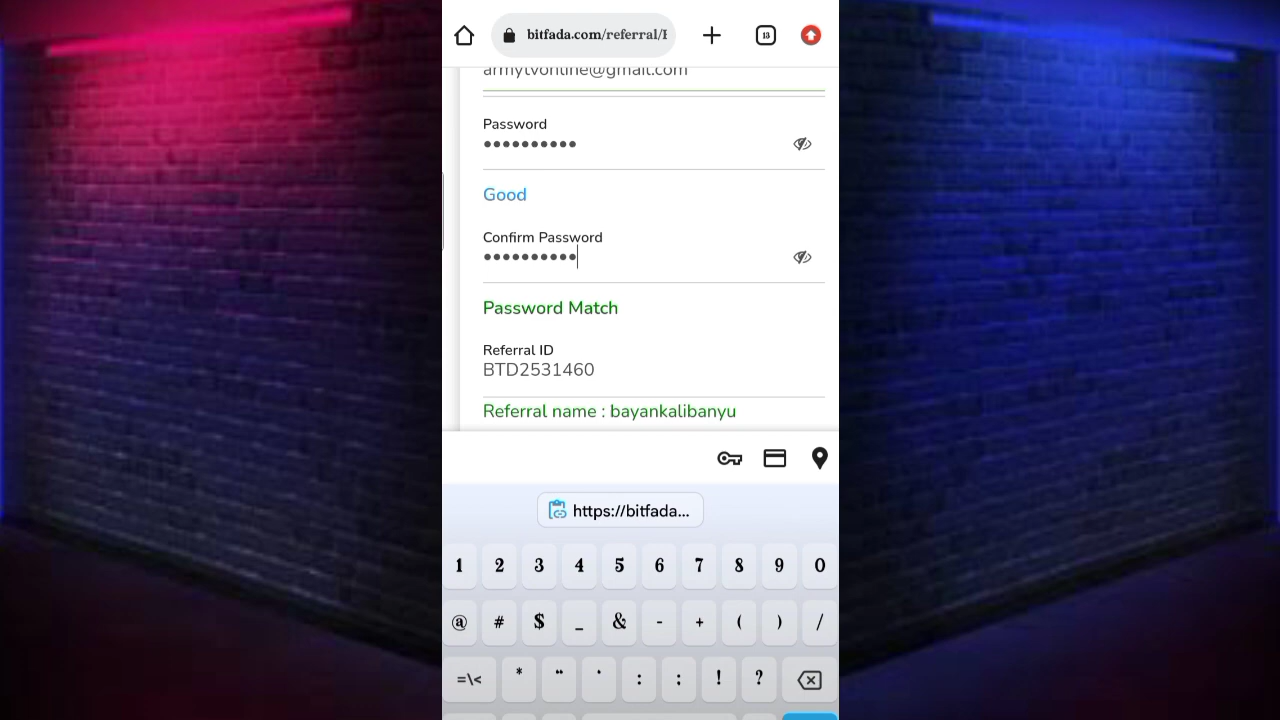 13
bitfada.com/referral/
armytvonline@gmail.com
Password
••••••••••
Good
Confirm Password
••••••••••
Password Match
Referral ID
BTD2531460
Referral name : bayankalibanyu
https://bitfada...
1 2 3 4 5 6 7 8 9 0
@ # $ _ & - + ( ) /
=\< * " ' : ; ! ?